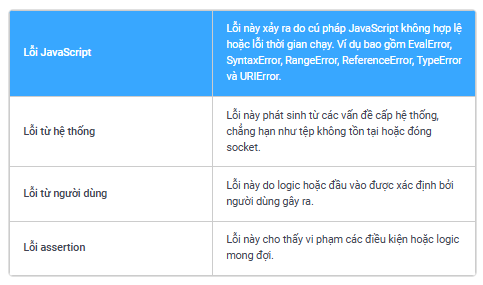 Lỗi JavaScript
Lỗi này xảy ra do cú pháp JavaScript không hợp lệ
hoặc lỗi thời gian chạy. Ví dụ bao gồm EvalError,
SyntaxError, RangeError, ReferenceError, TypeError
và URIError.
Lỗi từ hệ thống
Lỗi này phát sinh từ các vấn đề cấp hệ thống,
chẳng hạn như tệp không tồn tại hoặc đóng
socket.
Lỗi từ người dùng
Lỗi này do logic hoặc đầu vào được xác định bởi
người dùng gây ra.
Lỗi assertion
Lỗi này cho thấy vi phạm các điều kiện hoặc logic
mong đợi.